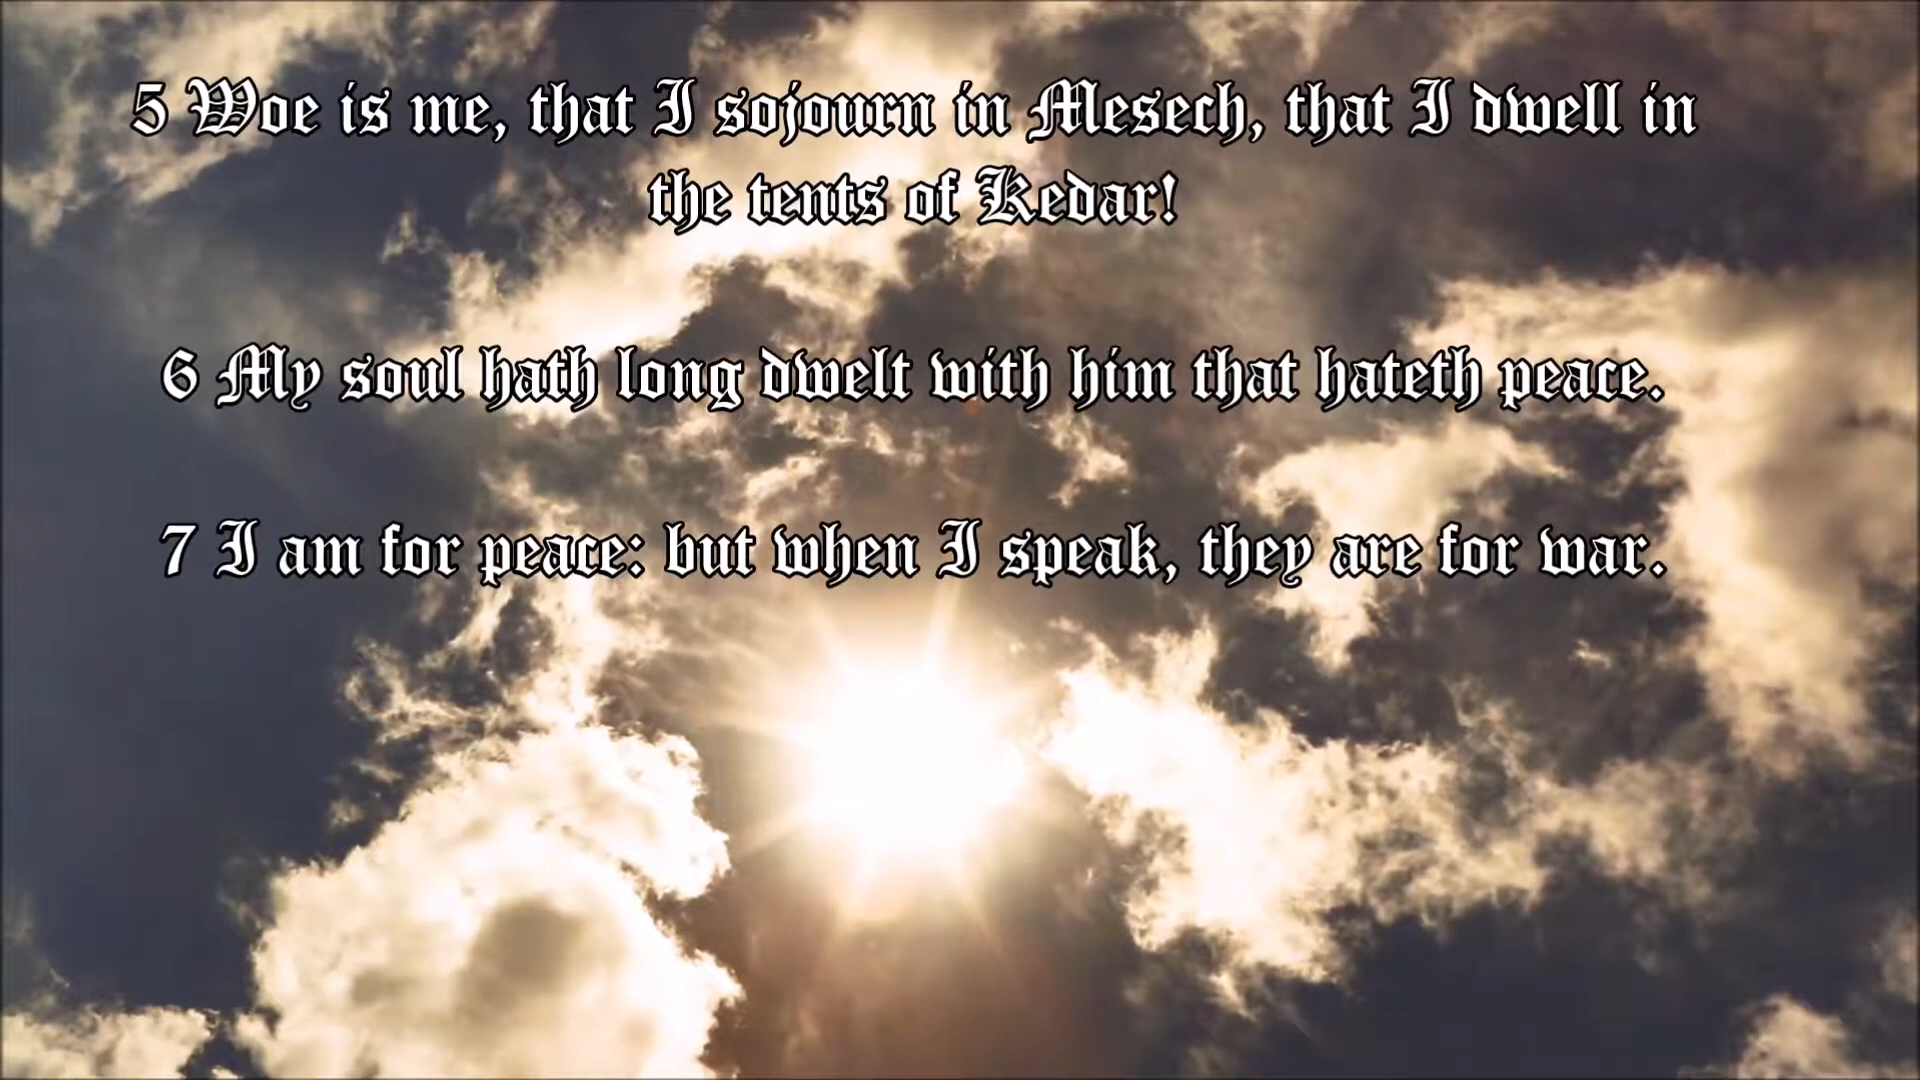 5 Woe is me, that I sojourn in Mesech, that I dwell in
the tents of Kedar!
6 My soul hath long dwelt with him that hateth peace.
7 I am for peace: but when I speak, they are for war.